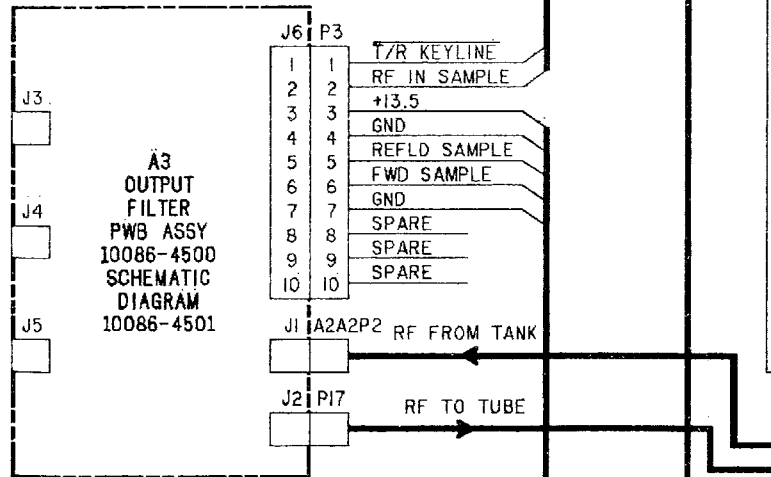 J6 P3
T/R KEYLINE
1 1
RF IN SAMPLE
2 2
+13.5
3 3
GND
4 4
REFLD SAMPLE
5 5
FWD SAMPLE
6 6
GND
7 7
SPARE
8 8
SPARE
9 9
SPARE
10 10
J3
J4
J5
A3
OUTPUT
FILTER
PWB ASSY
10086-4500
SCHEMATIC
DIAGRAM
10086-4501
J1 A2A2P2
RF FROM TANK
J2 P17
RF TO TUBE